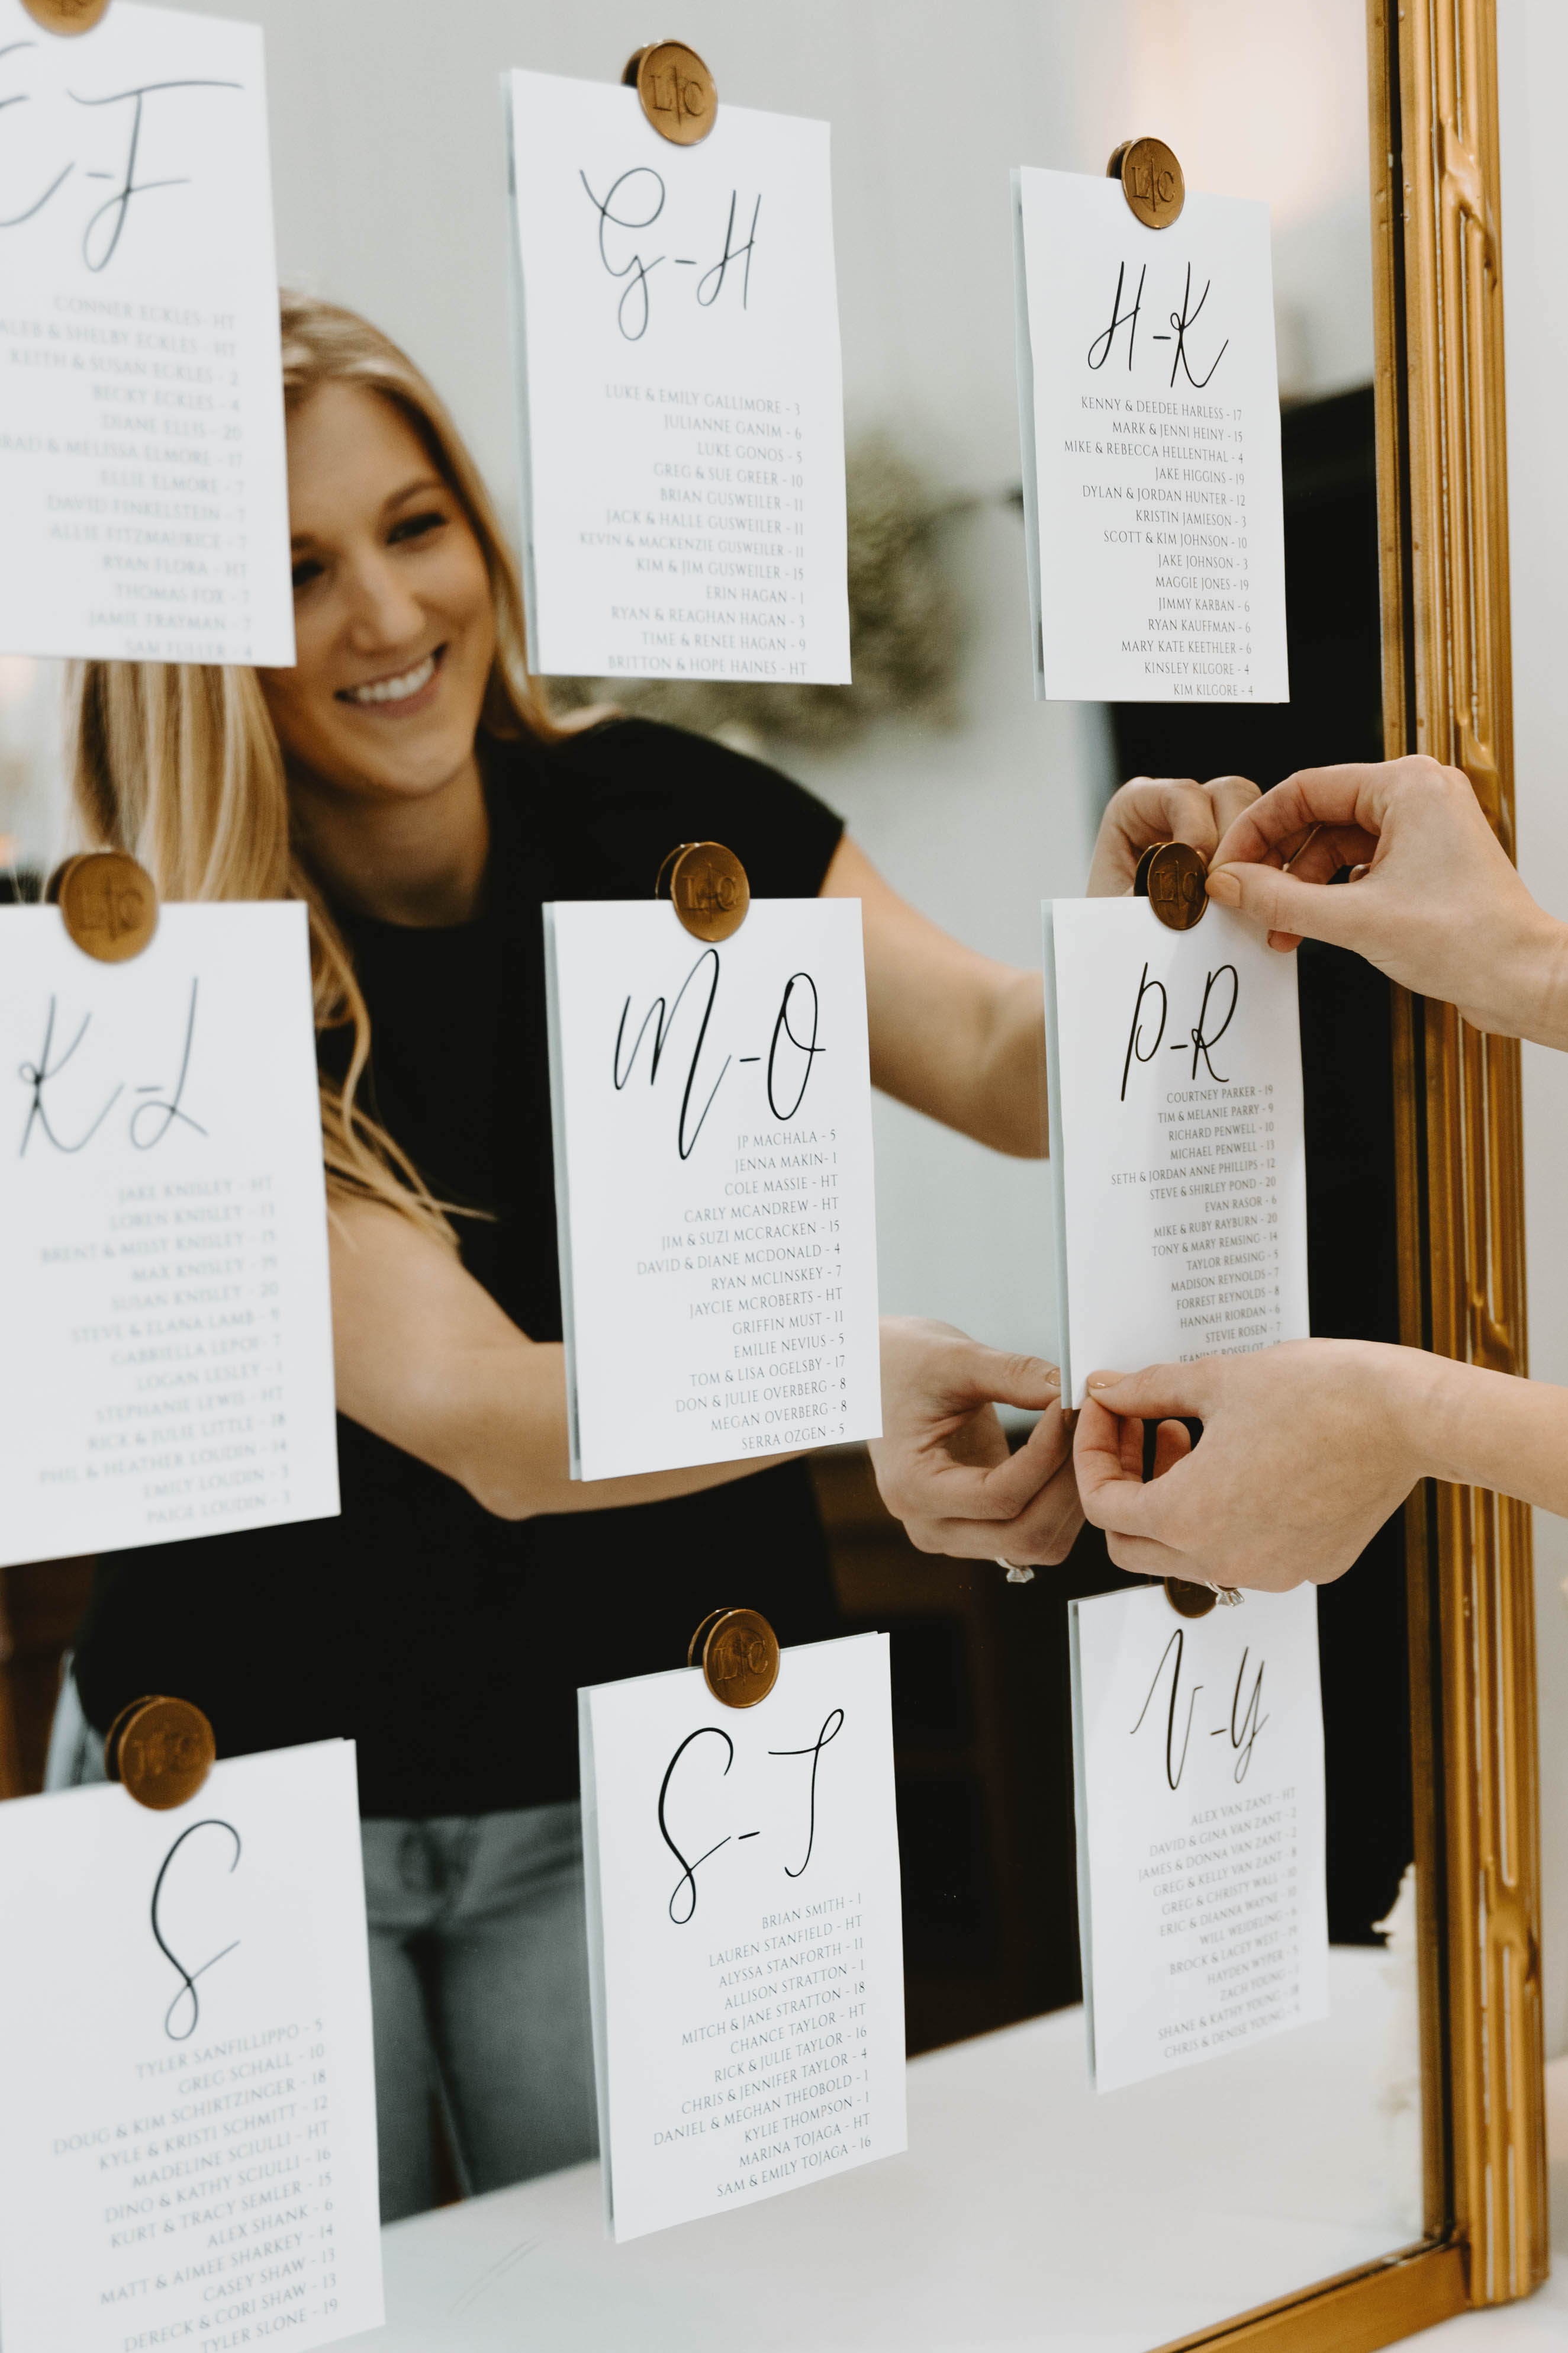 E-F
CONNER ECKLES - HT
CALEB & SHELBY ECKLES - HT
KEITH & SUSAN ECKLES - 2
BECKY ECKLES - 4
DIANE ELLIS - 20
BRAD & MELISSA ELMORE - 17
ELLIE ELMORE - 7
DAVID FINKELSTEIN - 7
ALLIE FITZMAURICE - 7
RYAN FLORA - HT
THOMAS FOX -
JAMIE FRAYMAN - 7
SAM FULLER - 4
L C
G-H
LUKE & EMILY GALLIMORE - 3
JULIANNE GANIM - 6
LUKE GONOS - 5
GREG & SUE GREER - 10
BRIAN GUSWEILER - 11
JACK & HALLE GUSWEILER - 11
KEVIN & MACKENZIE GUSWEILER - 11
KIM & JIM GUSWEILER - 15
ERIN HAGAN - 1
RYAN & REAGHAN HAGAN - 3
TIME & RENEE HAGAN - 9
BRITTON & HOPE HAINES - HT
L C
H-K
KENNY & DEEDEE HARLESS - 17
MARK & JENNI HEINY - 15
MIKE & REBECCA HELLENTHAL - 4
JAKE HIGGINS - 19
DYLAN & JORDAN HUNTER - 12
KRISTIN JAMIESON - 3
SCOTT & KIM JOHNSON - 10
JAKE JOHNSON - 3
MAGGIE JONES - 19
JIMMY KARBAN - 6
RYAN KAUFFMAN - 6
MARY KATE KEETHLER - 6
KINSLEY KILGORE - 4
KIM KILGORE - 4
L C
K-L
JAKE KNISLEY - HT
LOREN KNISLEY - 13
BRENT & MISSY KNISLEY - 15
MAX KNISLEY - 19
SUSAN KNISLEY - 20
STEVE & ELANA LAMB - 9
GABRIELLA LEPOF - 7
LOGAN LESLEY - 1
STEPHANIE LEWIS - HT
RICK & JULIE LITTLE - 18
PHIL & HEATHER LOUDIN - 14
EMILY LOUDIN -
PAIGE LOUDIN -
L C
M-O
JP MACHALA - 5
JENNA MAKIN- 1
COLE MASSIE - HT
CARLY MCANDREW - HT
JIM & SUZI MCCRACKEN - 15
DAVID & DIANE MCDONALD - 4
RYAN MCLINSKEY - 7
JAYCIE MCROBERTS - HT
GRIFFIN MUST - 11
EMILIE NEVIUS - 5
TOM & LISA OGELSBY - 17
DON & JULIE OVERBERG - 8
MEGAN OVERBERG - 8
SERRA OZGEN - 5
L C
P-R
COURTNEY PARKER - 19
TIM & MELANIE PARRY - 9
RICHARD PENWELL - 10
MICHAEL PENWELL - 13
SETH & JORDAN ANNE PHILLIPS - 12
STEVE & SHIRLEY POND - 20
EVAN RASOR - 6
MIKE & RUBY RAYBURN - 20
TONY & MARY REMSING - 14
TAYLOR REMSING - 5
MADISON REYNOLDS - 7
FORREST REYNOLDS - 8
HANNAH RIORDAN - 6
STEVIE ROSEN - 7
JEANINE ROSSELOT -
S
TYLER SANFILLIPPO - 5
GREG SCHALL - 10
DOUG & KIM SCHIRTZINGER - 18
KYLE & KRISTI SCHMITT - 12
MADELINE SCIULLI - HT
DINO & KATHY SCIULLI - 16
KURT & TRACY SEMLER - 15
ALEX SHANK - 6
MATT & AIMEE SHARKEY - 14
CASEY SHAW - 13
DERECK & CORI SHAW - 13
TYLER SLONE - 19
L C
S-T
BRIAN SMITH - 1
LAUREN STANFIELD - HT
ALYSSA STANFORTH - 11
ALLISON STRATTON - 1
MITCH & JANE STRATTON - 18
CHANCE TAYLOR - HT
RICK & JULIE TAYLOR - 16
CHRIS & JENNIFER TAYLOR - 4
DANIEL & MEGHAN THEOBOLD - 1
KYLIE THOMPSON - 1
MARINA TOJAGA - HT
SAM & EMILY TOJAGA - 16
V-Y
ALEX VAN ZANT - HT
DAVID & GINA VAN ZANT - 2
JAMES & DONNA VAN ZANT - 2
GREG & KELLY VAN ZANT - 8
GREG & CHRISTY WALL - 10
ERIC & DIANNA WAYNE -
WILL WEIDELING - 8
BROCK & LACEY WEST - 19
HAYDEN WYPER -
ZACH YOUNG -
SHANE & KATHY YOUNG - 18
CHRIS & DENISE YOUNG -